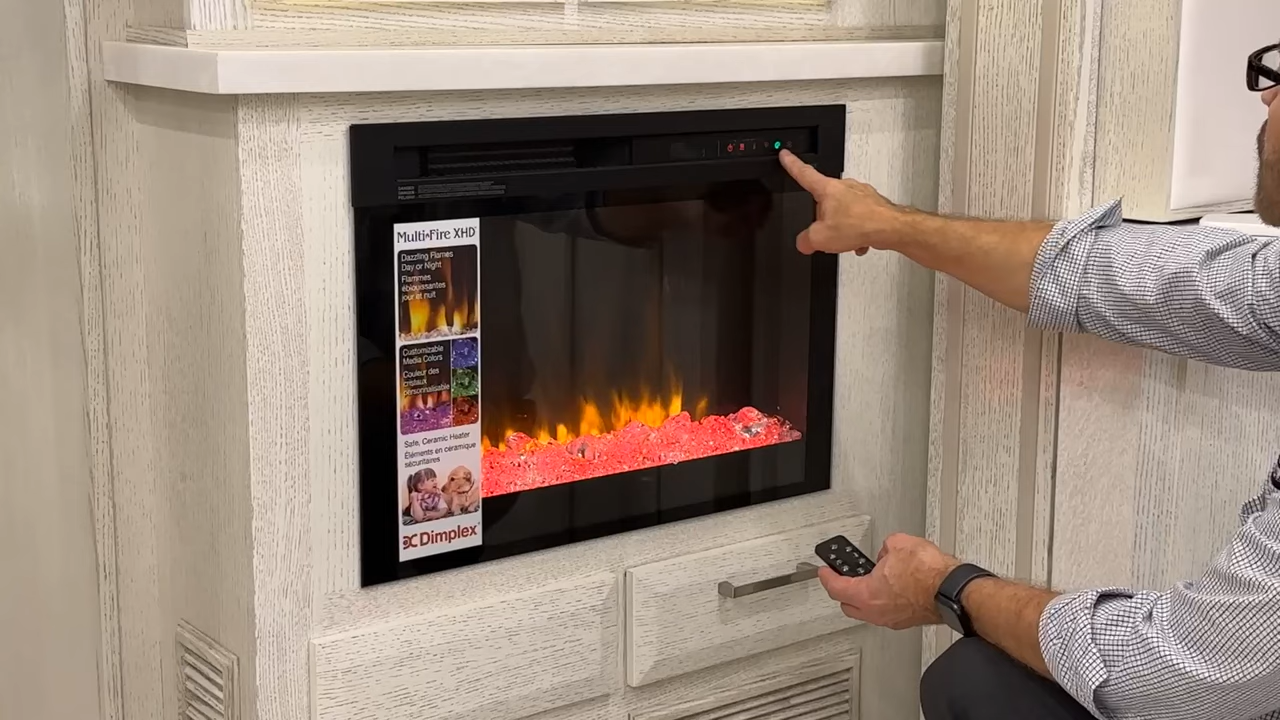 DANGER
Multi-Fire XHD
Dazzling Flames
Day or Night
Flammes
éblouissantes
jour et nuit
Customizable
Media Colors
Couleur des
cristaux
personnalisable
Safe, Ceramic Heater
Éléments en céramique
sécuritaires
Dimplex